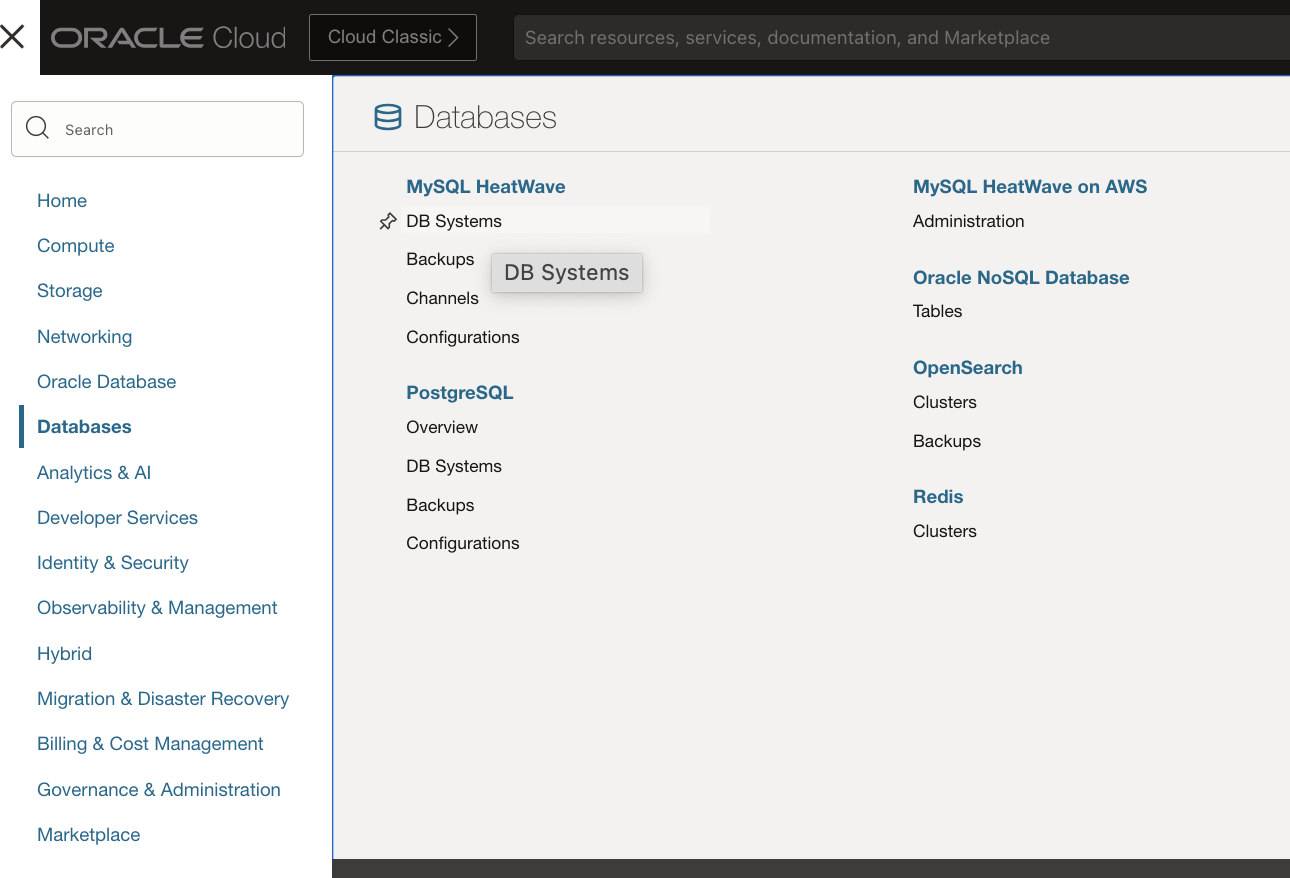 ORACLE Cloud
Cloud Classic
Search resources, services, documentation, and Marketplace
Search
Home
Compute
Storage
Networking
Oracle Database
Databases
Analytics & AI
Developer Services
Identity & Security
Observability & Management
Hybrid
Migration & Disaster Recovery
Billing & Cost Management
Governance & Administration
Marketplace
Databases
MySQL HeatWave
DB Systems
Backups
DB Systems
Channels
Configurations
PostgreSQL
Overview
DB Systems
Backups
Configurations
MySQL HeatWave on AWS
Administration
Oracle NoSQL Database
Tables
OpenSearch
Clusters
Backups
Redis
Clusters